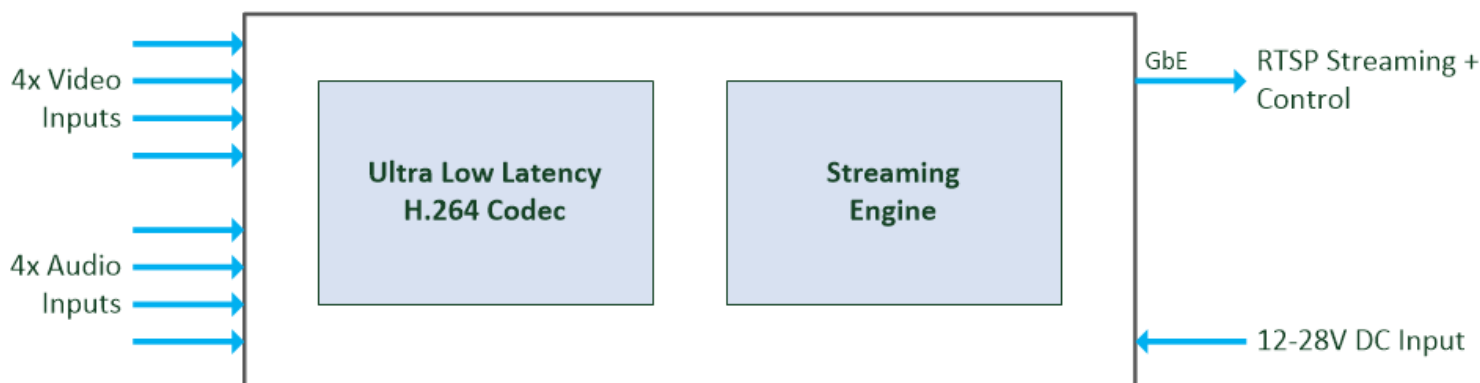 4x Video
Inputs
4x Audio
Inputs
Ultra Low Latency
H.264 Codec
Streaming
Engine
GbE
RTSP Streaming +
Control
12-28V DC Input